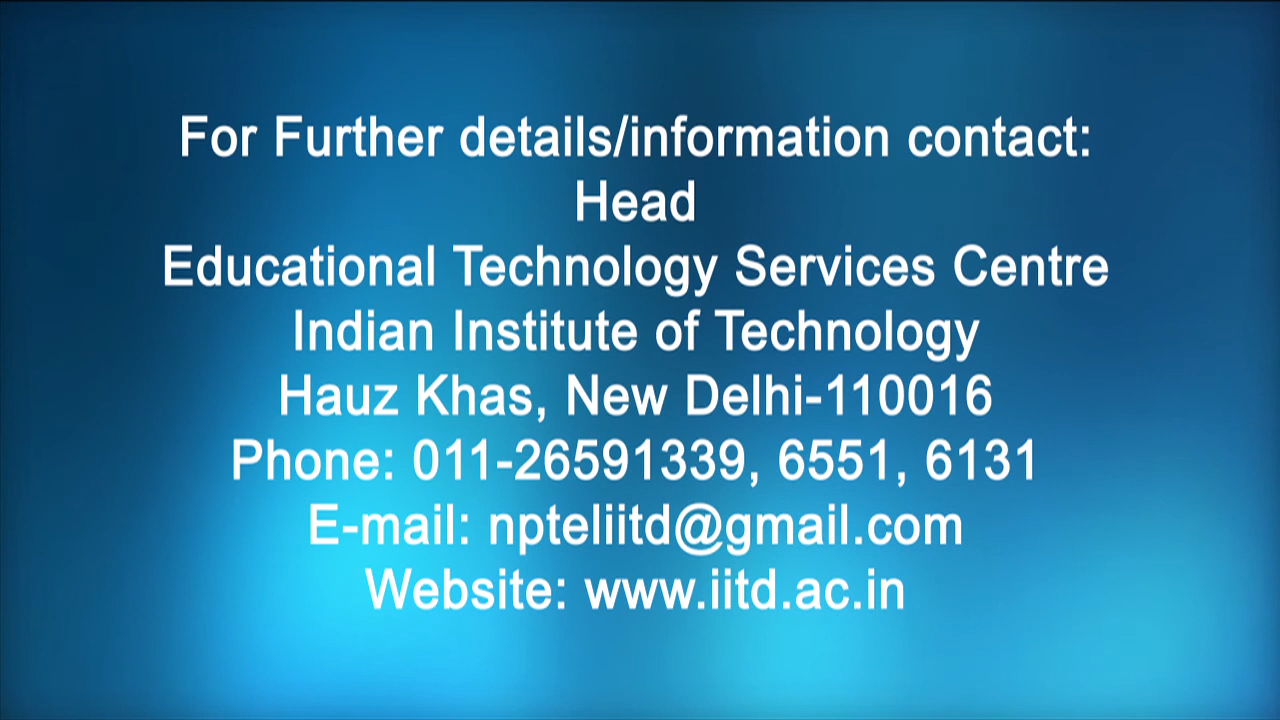 For Further details/information contact:
Head
Educational Technology Services Centre
Indian Institute of Technology
Hauz Khas, New Delhi-110016
Phone: 011-26591339, 6551, 6131
E-mail: npteliitd@gmail.com
Website: www.iitd.ac.in